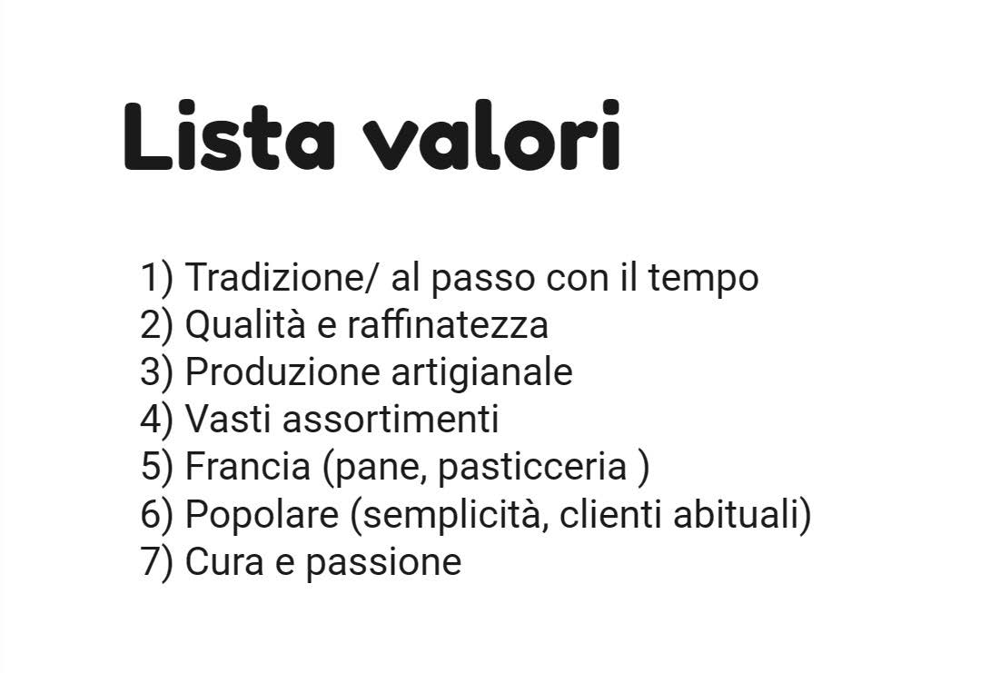 Lista valori
1) Tradizione/ al passo con il tempo
2) Qualità e raffinatezza
3) Produzione artigianale
4) Vasti assortimenti
5) Francia (pane, pasticceria )
6) Popolare (semplicità, clienti abituali)
7) Cura e passione